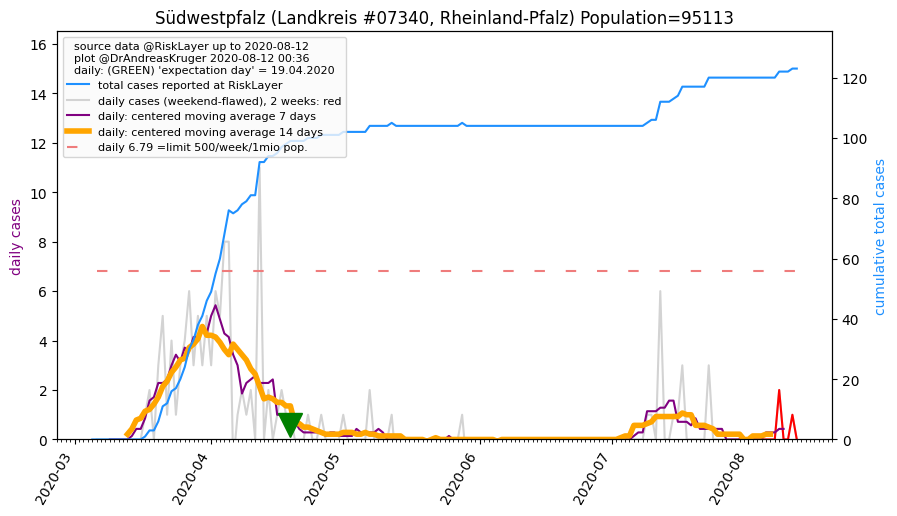 Südwestpfalz (Landkreis #07340, Rheinland-Pfalz) Population=95113
source data @RiskLayer up to 2020-08-12
plot @DrAndreasKruger 2020-08-12 00:36
daily: (GREEN) 'expectation day' = 19.04.2020
total cases reported at RiskLayer
daily cases (weekend-flawed), 2 weeks: red
daily: centered moving average 7 days
daily: centered moving average 14 days
daily 6.79 =limit 500/week/1mio pop.
daily cases
16
14
12
10
8
6
4
2
0
cumulative total cases
120
100
80
60
40
20
0
2020-03
2020-04
2020-05
2020-06
2020-07
2020-08